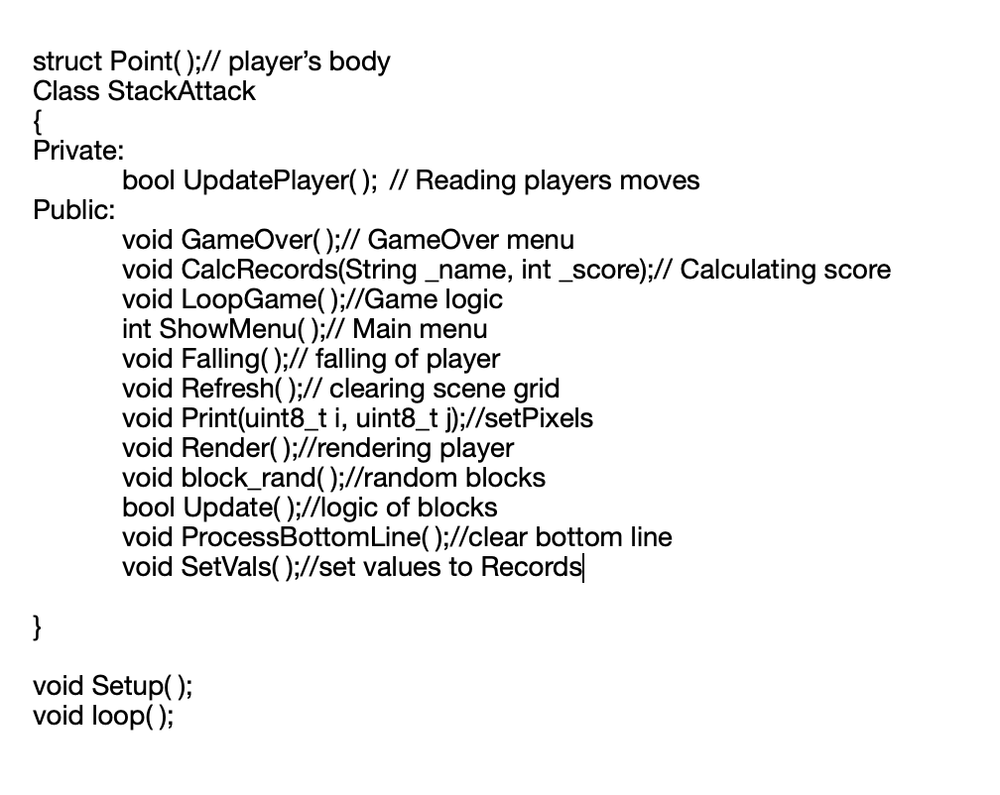 struct Point( );// player’s body
Class StackAttack
{
Private:
bool UpdatePlayer( );  // Reading players moves
Public:
void GameOver( );// GameOver menu
void CalcRecords(String _name, int _score);// Calculating score
void LoopGame( );//Game logic
int ShowMenu( );// Main menu
void Falling( );// falling of player
void Refresh( );// clearing scene grid
void Print(uint8_t i, uint8_t j);//setPixels
void Render( );//rendering player
void block_rand( );//random blocks
bool Update( );//logic of blocks
void ProcessBottomLine( );//clear bottom line
void SetVals( );//set values to Records
}
void Setup( );
void loop( );